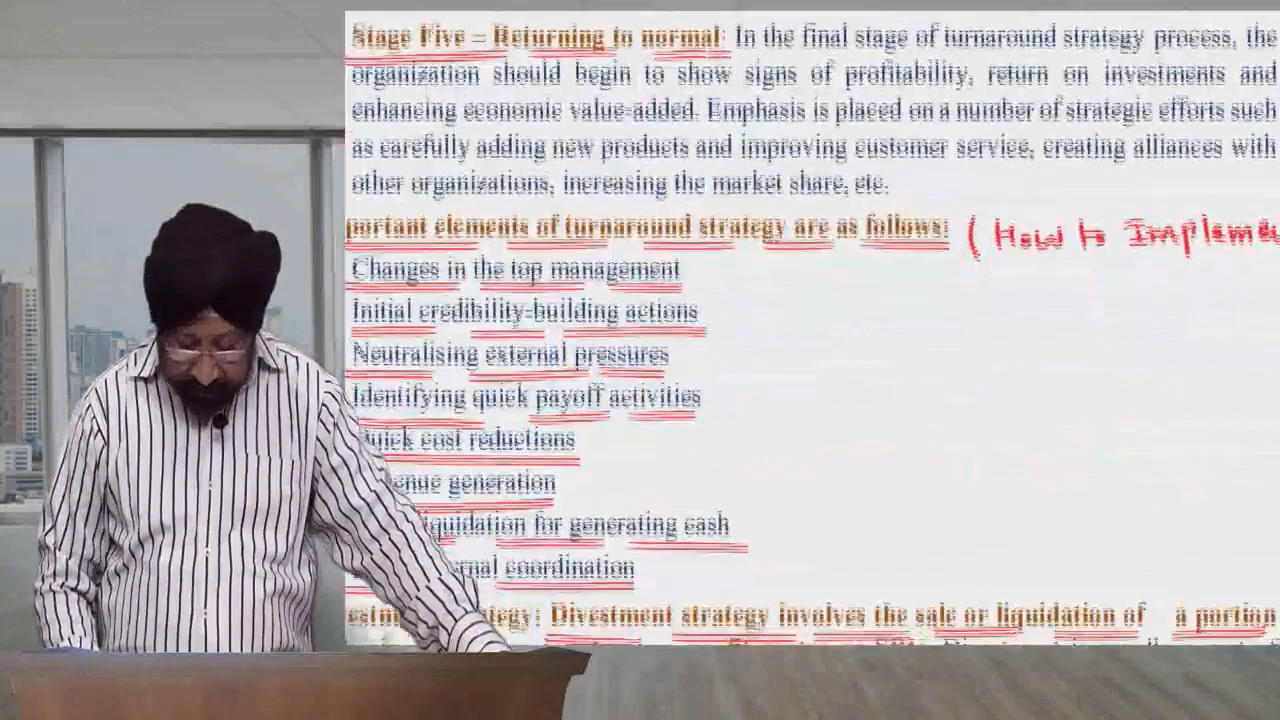 Stage Five – Returning to normal: In the final stage of turnaround strategy process, the
organization should begin to show signs of profitability, return on investments and
enhancing economic value-added. Emphasis is placed on a number of strategic efforts such
as carefully adding new products and improving customer service, creating alliances with
other organizations, increasing the market share, etc.
portant elements of turnaround strategy are as follows: ( How to Impleme
Changes in the top management
Initial credibility-building actions
Neutralising external pressures
Identifying quick payoff activities
uick cost reductions
enue generation
iquidation for generating cash
rnal coordination
estm tegy: Divestment strategy involves the sale or liquidation of a portion